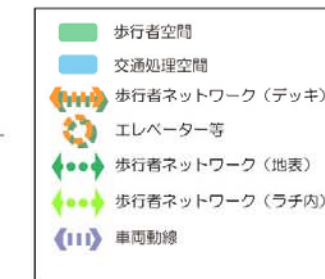 歩行者空間
交通処理空間
歩行者ネットワーク（デッキ）
エレベーター等
歩行者ネットワーク（地表）
歩行者ネットワーク（ラチ内）
車両動線